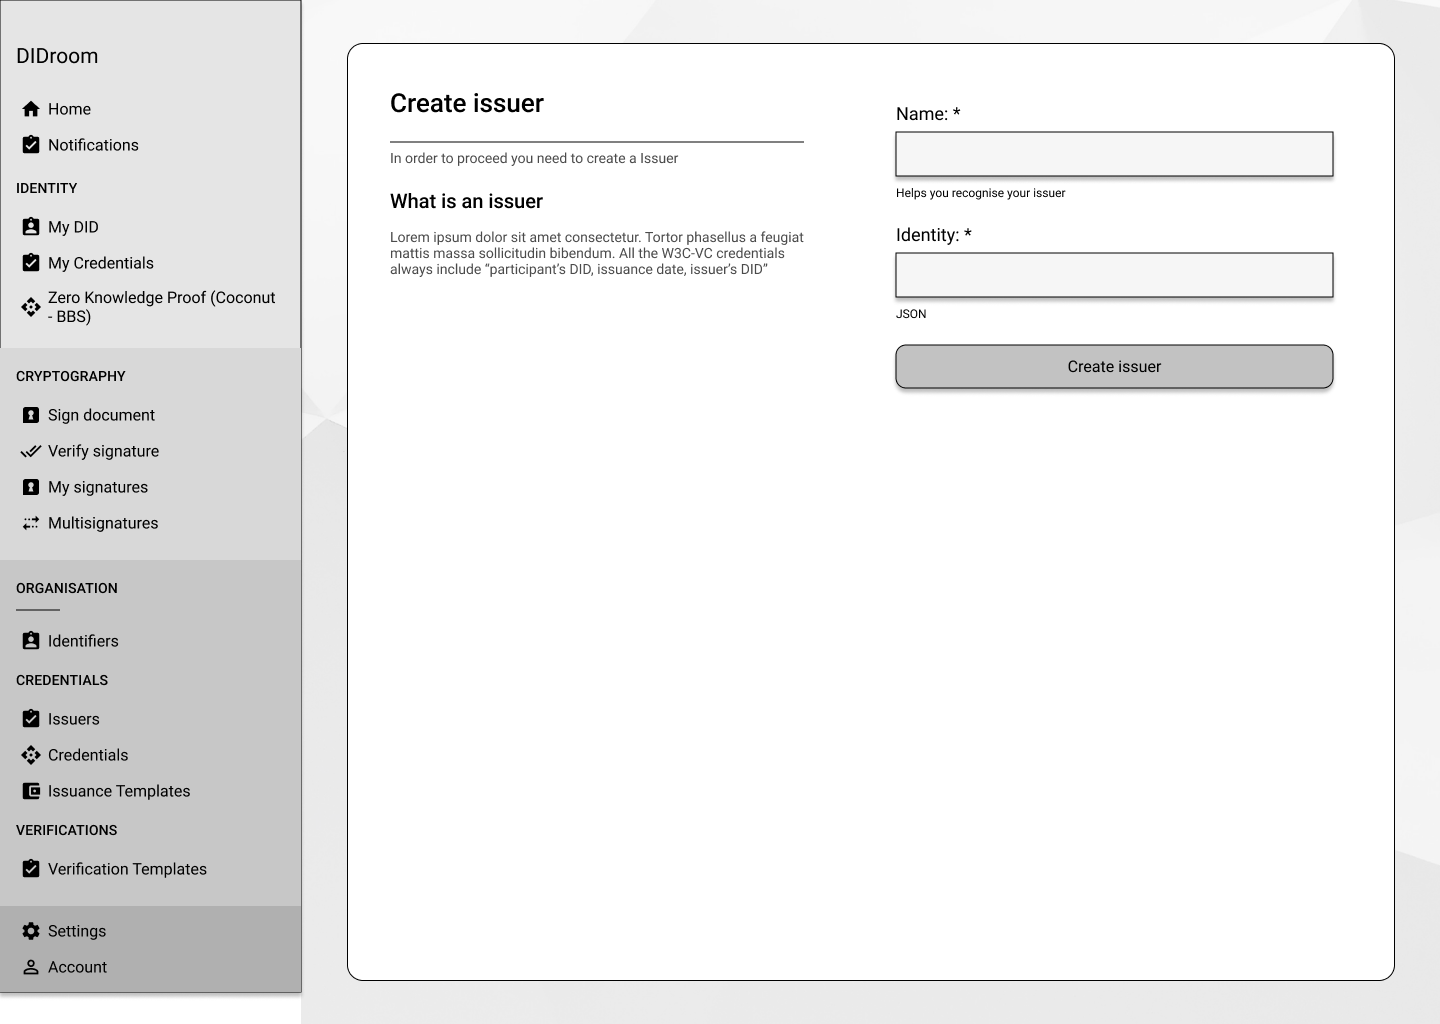 DIDroom
Home
Notifications
IDENTITY
My DID
My Credentials
Zero Knowledge Proof (Coconut
- BBS)
CRYPTOGRAPHY
Sign document
Verify signature
My signatures
Multisignatures
ORGANISATION
Identifiers
CREDENTIALS
Issuers
Credentials
Issuance Templates
VERIFICATIONS
Verification Templates
Settings
Account
Create issuer
In order to proceed you need to create a Issuer
What is an issuer
Lorem ipsum dolor sit amet consectetur. Tortor phasellus a feugiat
mattis massa sollicitudin bibendum. All the W3C-VC credentials
always include “participant’s DID, issuance date, issuer’s DID”
Name: *
Helps you recognise your issuer
Identity: *
JSON
Create issuer